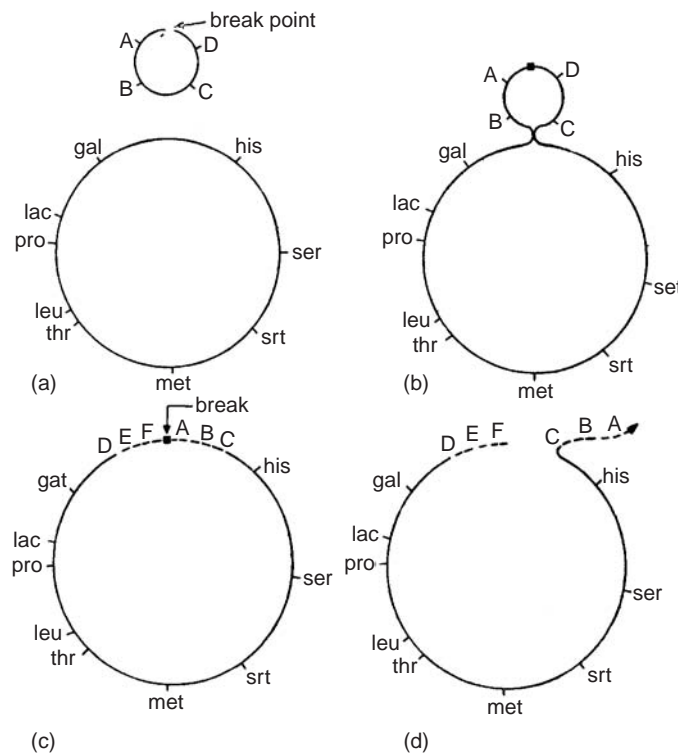 break point
A
D
B
C
gal
his
lac
pro
ser
leu
thr
srt
met
(a)
A
D
B
C
gal
his
lac
pro
set
leu
thr
srt
met
(b)
break
D E F A B C
gat
his
lac
pro
ser
leu
thr
srt
met
(c)
D E F C B A
gal
his
lac
pro
ser
leu
thr
srt
met
(d)